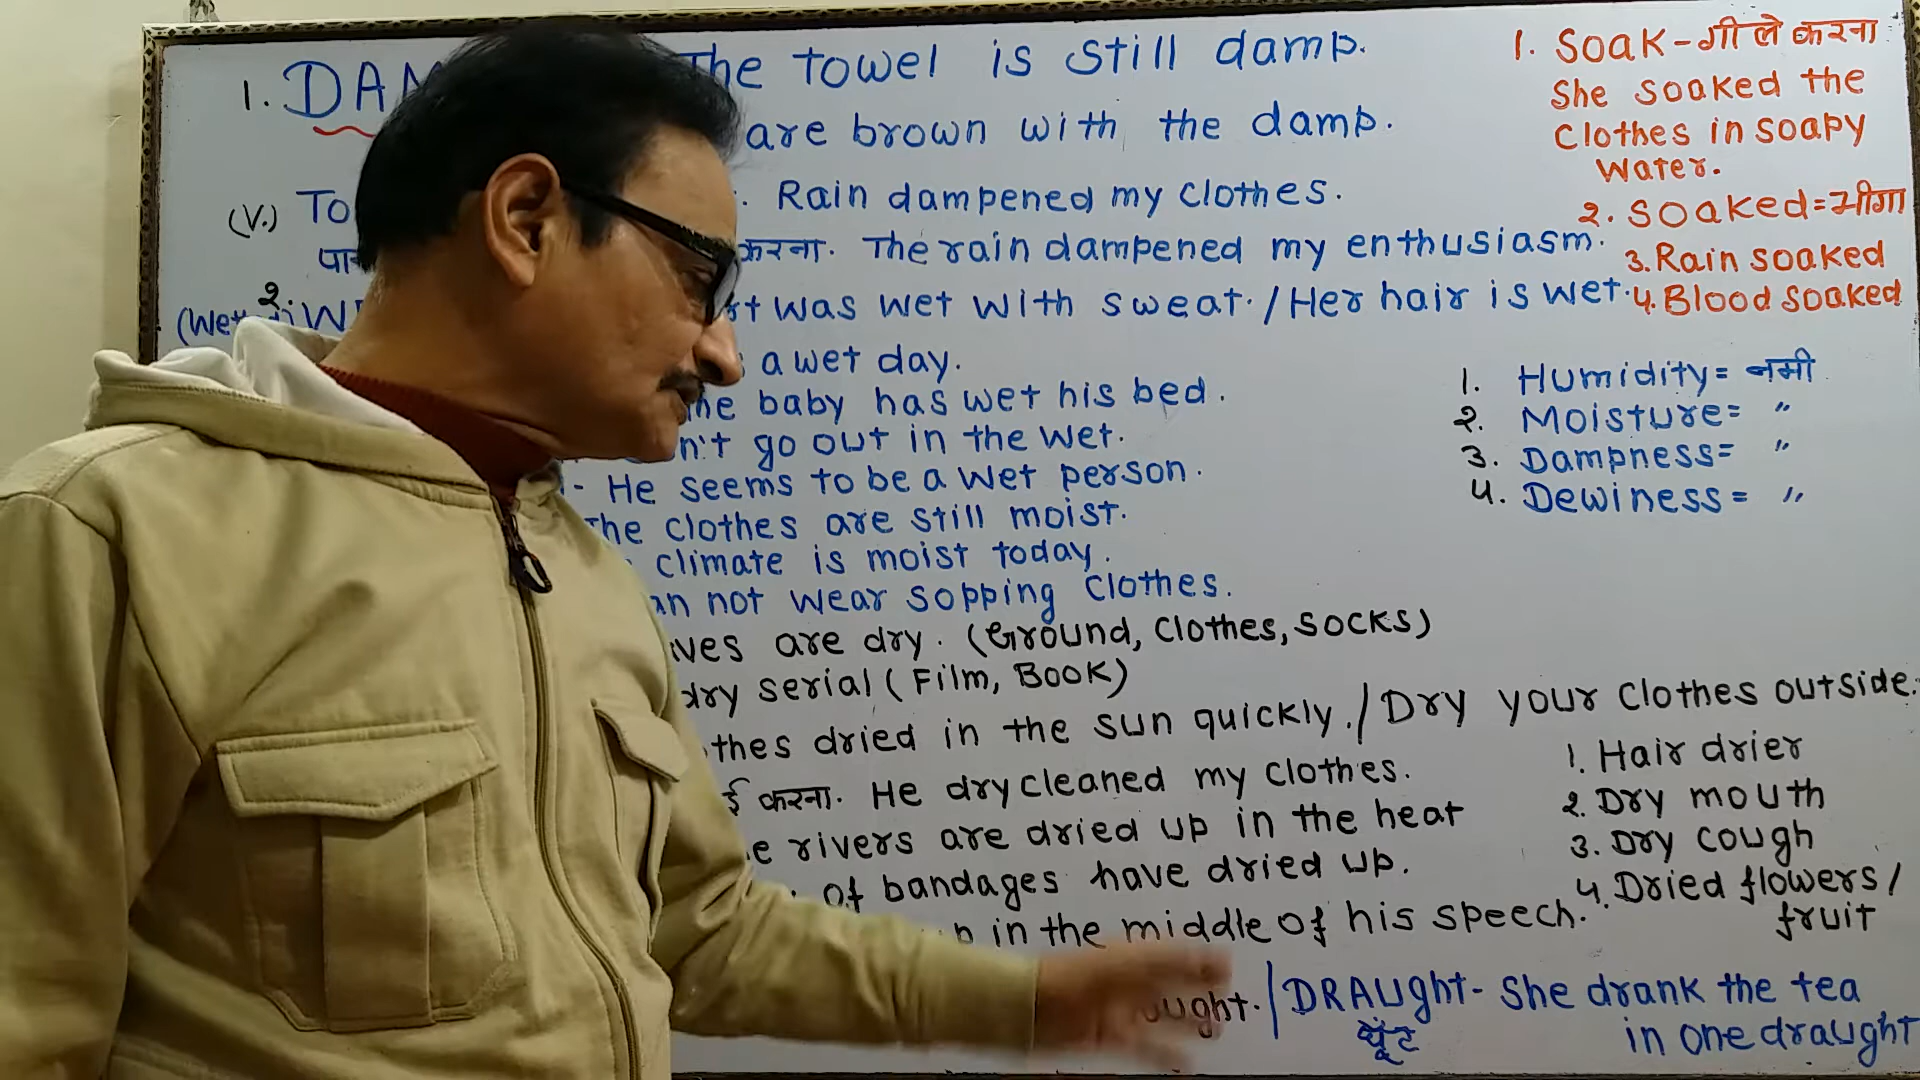 1. DAM
The towel is still damp.
are brown with the damp.
(V.) To
. Rain dampened my clothes.
करना. The rain dampened my enthusiasm.
2. W
was wet with sweat. / Her hair is wet.
a wet day.
baby has wet his bed.
n't go out in the wet.
- He seems to be a wet person.
The clothes are still moist.
climate is moist today.
not wear sopping clothes.
ves are dry. (Ground, Clothes, Socks)
dry serial (Film, Book)
thes dried in the sun quickly. / Dry your clothes outside.
ई करना. He drycleaned my clothes.
e rivers are dried up in the heat
of bandages have dried up.
in the middle of his speech.
ught. / DRAUght - She drank the tea
घूंट
in one draught
1. Soak - गीले करना
She soaked the
Clothes in soapy
Water.
2. Soaked = भीगा
3. Rain soaked
4. Blood soaked
1. Humidity = नमी
2. Moisture = "
3. Dampness = "
4. Dewiness = "
1. Hair drier
2. Dry mouth
3. Dry cough
4. Dried flowers /
fruit